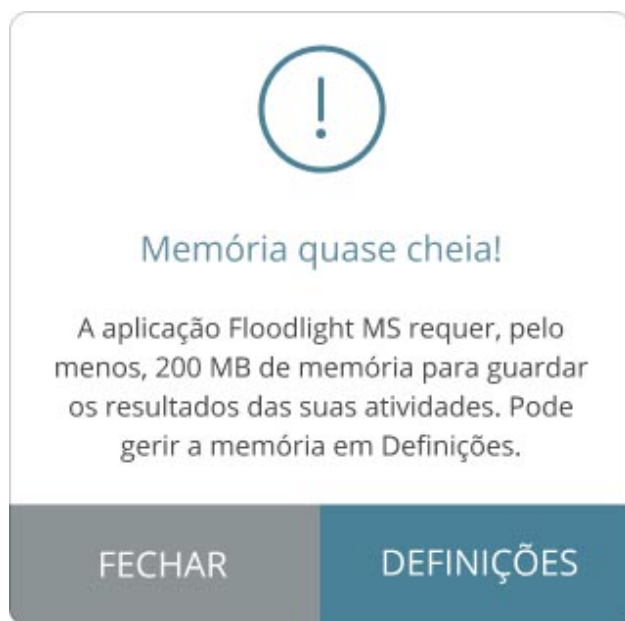 Memória quase cheia!
A aplicação Floodlight MS requer, pelo
menos, 200 MB de memória para guardar
os resultados das suas atividades. Pode
gerir a memória em Definições.
FECHAR
DEFINIÇÕES